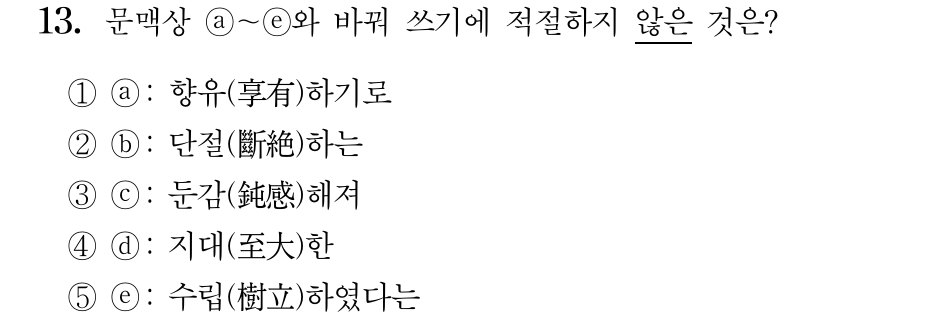 13. 문맥상 ⓐ~ⓔ와 바꿔 쓰기에 적절하지 않은 것은?
① ⓐ: 향유(享有)하기로
② ⓑ: 단절(斷絶)하는
③ ⓒ: 둔감(鈍感)해져
④ ⓓ: 지대(至大)한
⑤ ⓔ: 수립(樹立)하였다는